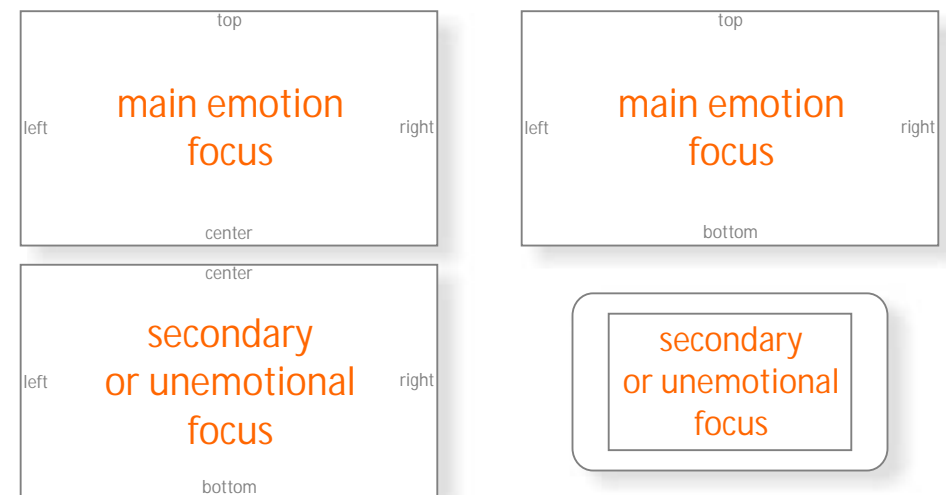 top
main emotion
left
right
focus
center
center
secondary
left
or unemotional
right
focus
bottom
top
main emotion
left
right
focus
bottom
secondary
or unemotional
focus